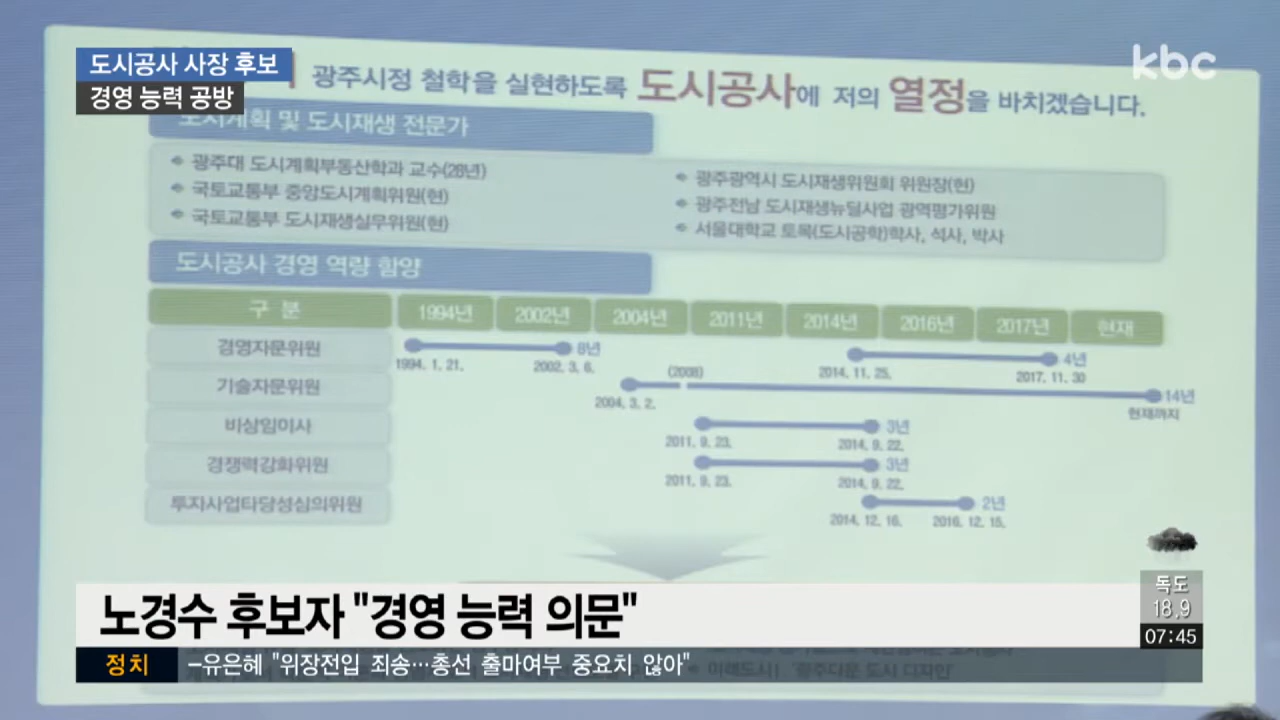 도시공사 사장 후보
경영 능력 공방
kbc
광주시정 철학을 실현하도록 도시공사에 저의 열정을 바치겠습니다.
도시계획 및 도시재생 전문가
광주대 도시계획부동산학과 교수(28년)
국토교통부 중앙도시계획위원(현)
국토교통부 도시재생실무위원(현)
광주광역시 도시재생위원회 위원장(현)
광주전남 도시재생뉴딜사업 광역평가위원
서울대학교 토목(도시공학)학사, 석사, 박사
도시공사 경영 역량 함양
구 분 1994년 2002년 2004년 2011년 2014년 2016년 2017년 현재
경영자문위원 8년 4년
1994. 1. 21. 2002. 3. 6. 2014. 11. 25. 2017. 11. 30
기술자문위원 (2008) 14년
2004. 3. 2. 현재까지
비상임이사 3년
2011. 9. 23. 2014. 9. 22.
경쟁력강화위원 3년
2011. 9. 23. 2014. 9. 22.
투자사업타당성심의위원 2년
2014. 12. 16. 2016. 12. 15.
노경수 후보자 "경영 능력 의문"
독도
18.9
07:45
정치 -유은혜 "위장전입 죄송…총선 출마여부 중요치 않아"
미래도시!, '광주다운 도시 디자인'